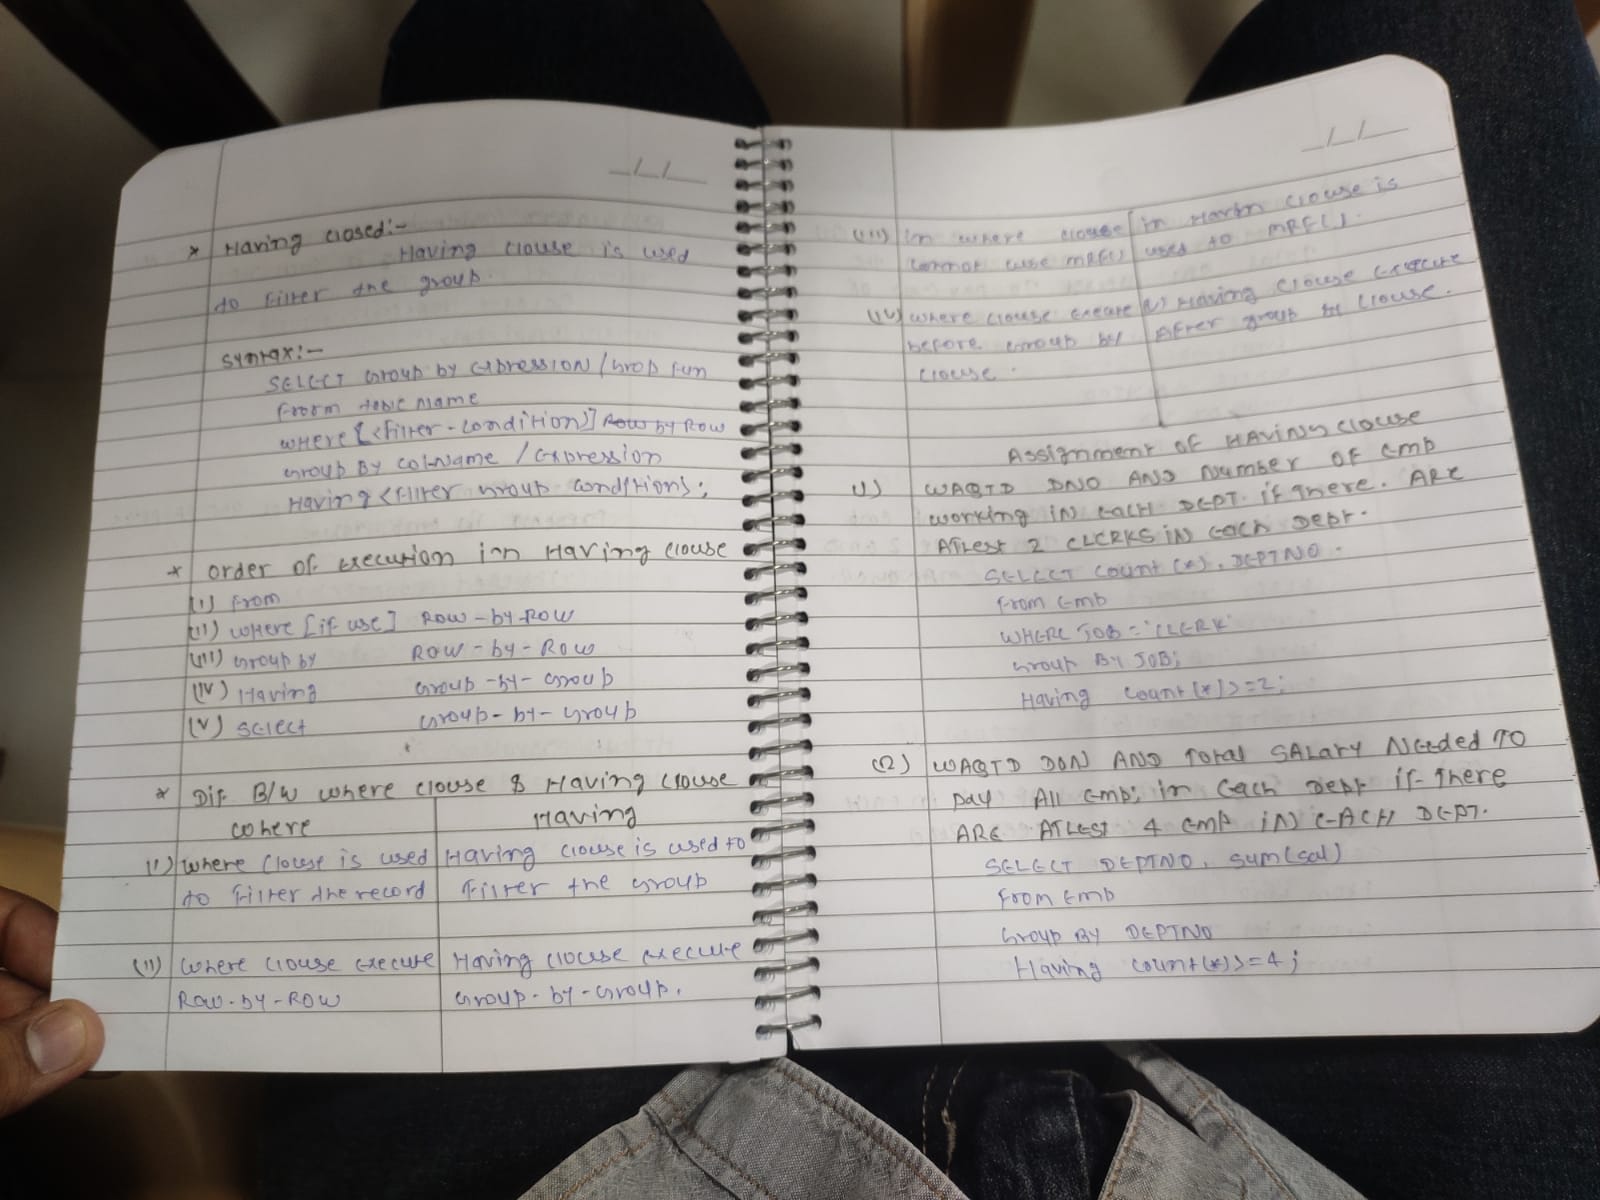 * Having closed:-
Having clouse is used
to Filter the group.
Syntax:-
SELECT Group by Expression / Grop Fun
From table Name
where [<Filter-condition>] Row by Row
Group By col-Name / Expression
Having <Filter Group conditions;
* order of execution inn Having clouse
(I) From
(II) where [if use] Row-by-Row
(III) Group by Row-by-Row
(IV) Having Group-by-Group
(V) Select Group-by-Group
* Dif B/w where clouse & Having clouse
where Having
(I) where clouse is used Having clouse is used to
to Filter the record Filter the Group
(II) where clouse execute Having clouse execute
Row-by-Row Group-by-Group.
_/_/__
(III) In where clouse in Havin clouse is
cannot use MRF() used to MRF().
(IV) where clouse execute (IV) Having clouse execute
before Group by After group by clouse.
clouse.
Assignment of HAving clouse
1) WAQTD DNO AND Number OF Emp
working IN EACH DEPT. if there. ARE
Atlest 2 CLERKS IN Each Dept.
SELECT count (*), DEPTNO.
From Emp
WHERE JOB = 'CLERK'
Group By JOB;
Having count (*) >=2;
(2) WAQTD DON AND Total SALary Needed TO
pay All Emp; in Each Dept if There
ARE ATLEST 4 Emp IN EACH DEPT.
SELECT DEPTNO, sum(sal)
From Emp
Group By DEPTNO
Having count(*) >=4;